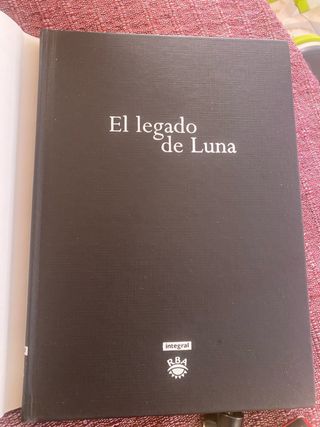 El legado
de Luna
integral
RBA